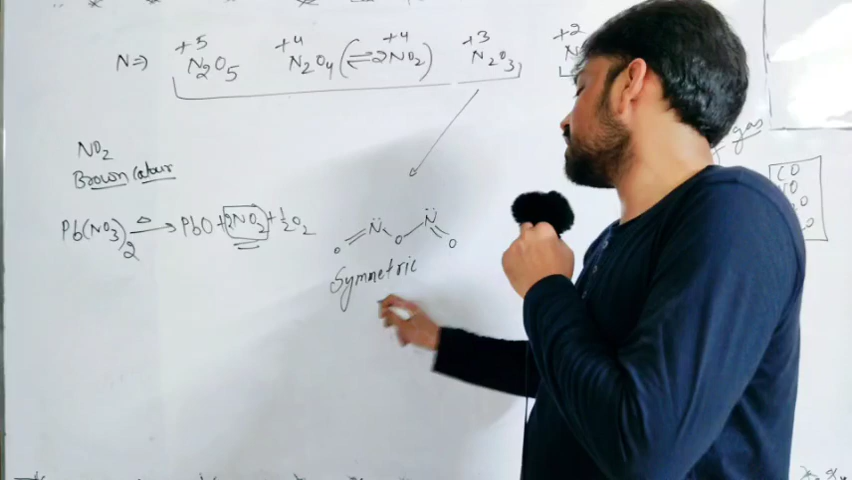 +5 +4 +4 +3 +2
N⇒ N2O5 N2O4(⇌2NO2) N2O3, N
NO2
Brown Colour
gas
CO
Pb(NO3)2 Δ→ PbO+2NO2+½O2
N̈ N̈
O O O
Symmetric